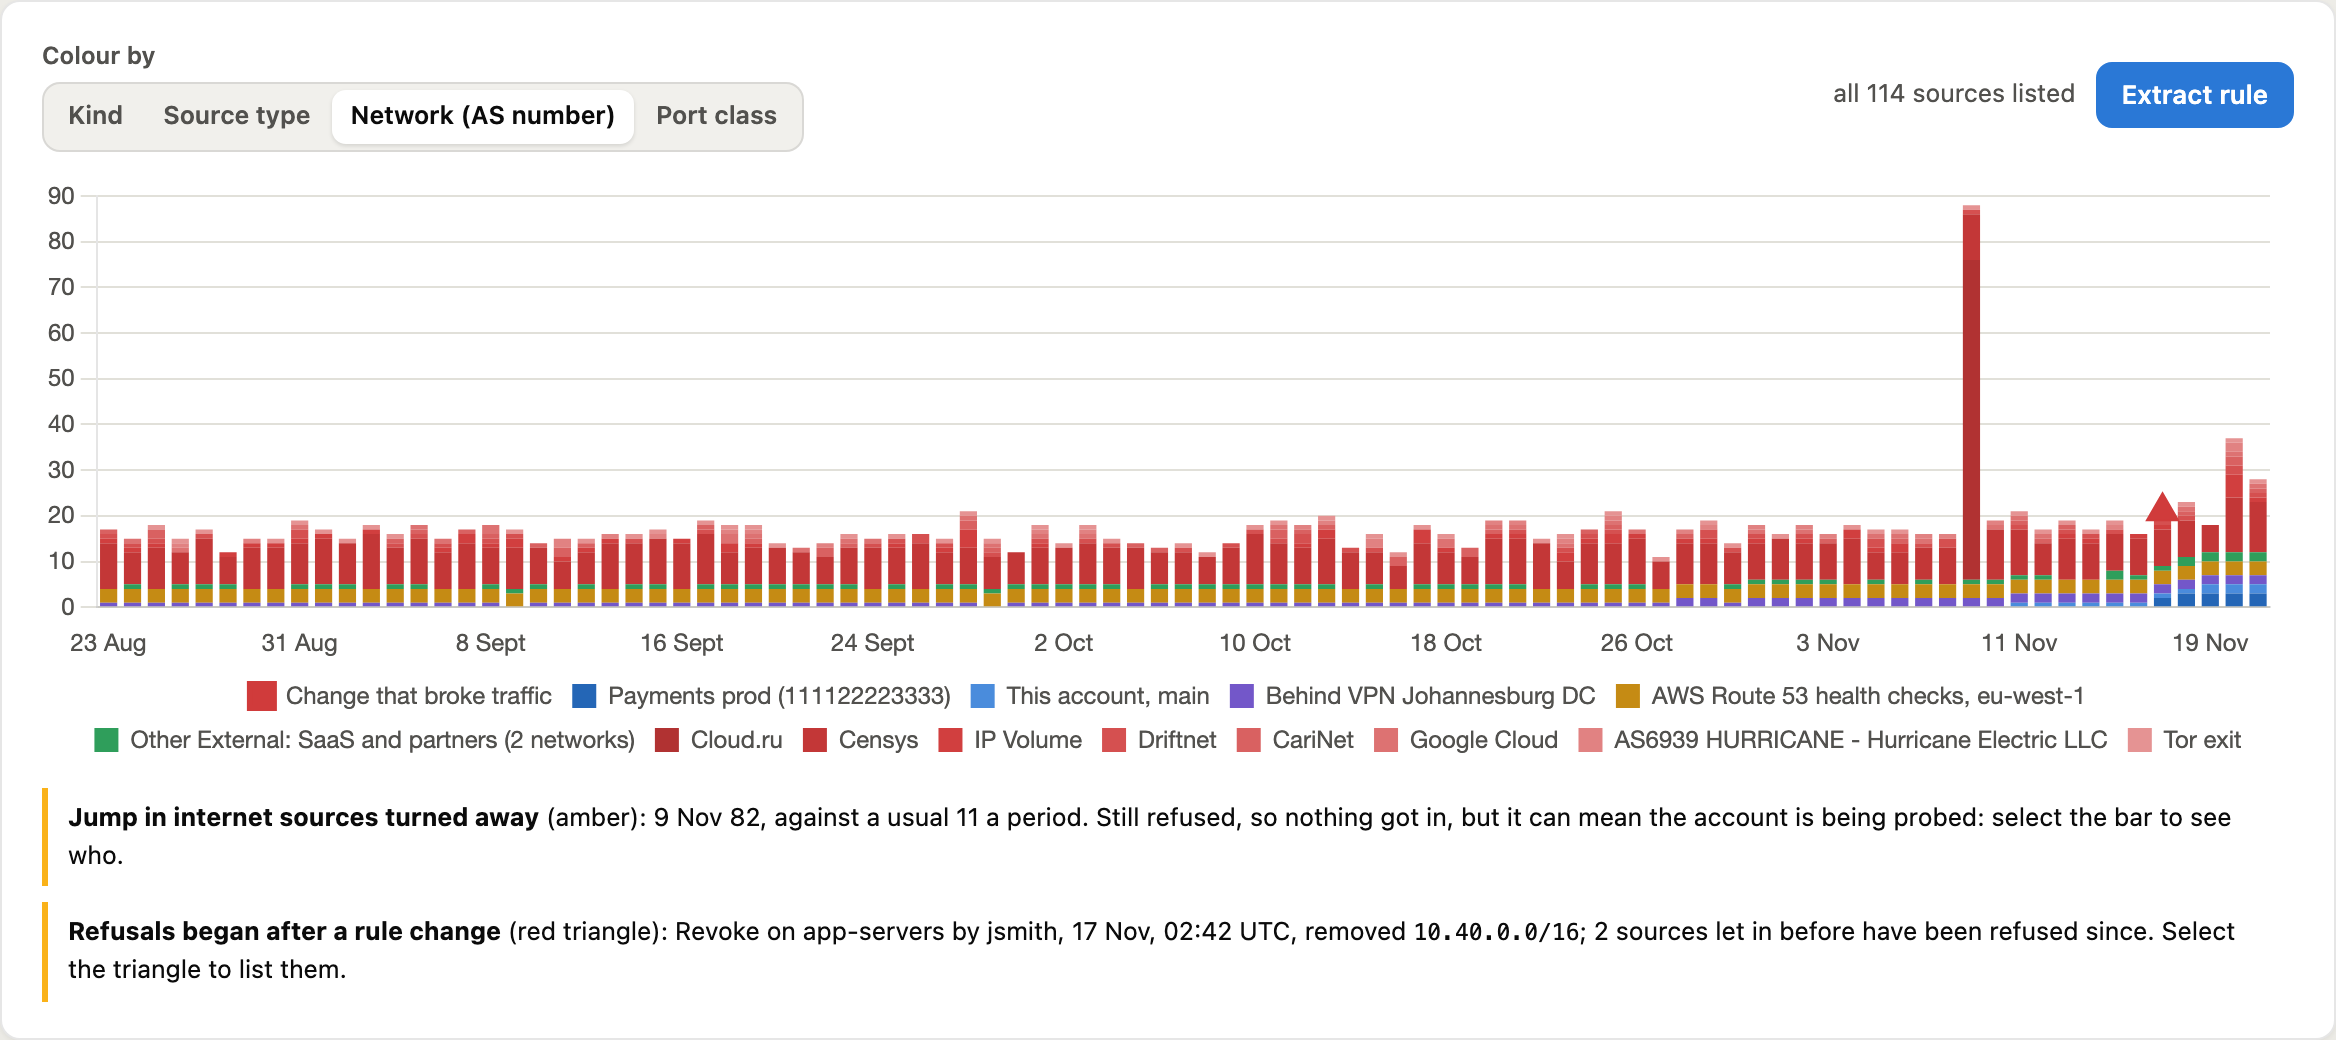 Colour by
Kind Source type Network (AS number) Port class
all 114 sources listed
Extract rule
90
80
70
60
50
40
30
20
10
0
23 Aug 31 Aug 8 Sept 16 Sept 24 Sept 2 Oct 10 Oct 18 Oct 26 Oct 3 Nov 11 Nov 19 Nov
Change that broke traffic Payments prod (111122223333) This account, main Behind VPN Johannesburg DC AWS Route 53 health checks, eu-west-1
Other External: SaaS and partners (2 networks) Cloud.ru Censys IP Volume Driftnet CariNet Google Cloud AS6939 HURRICANE - Hurricane Electric LLC Tor exit
Jump in internet sources turned away (amber): 9 Nov 82, against a usual 11 a period. Still refused, so nothing got in, but it can mean the account is being probed: select the bar to see
who.
Refusals began after a rule change (red triangle): Revoke on app-servers by jsmith, 17 Nov, 02:42 UTC, removed 10.40.0.0/16; 2 sources let in before have been refused since. Select
the triangle to list them.